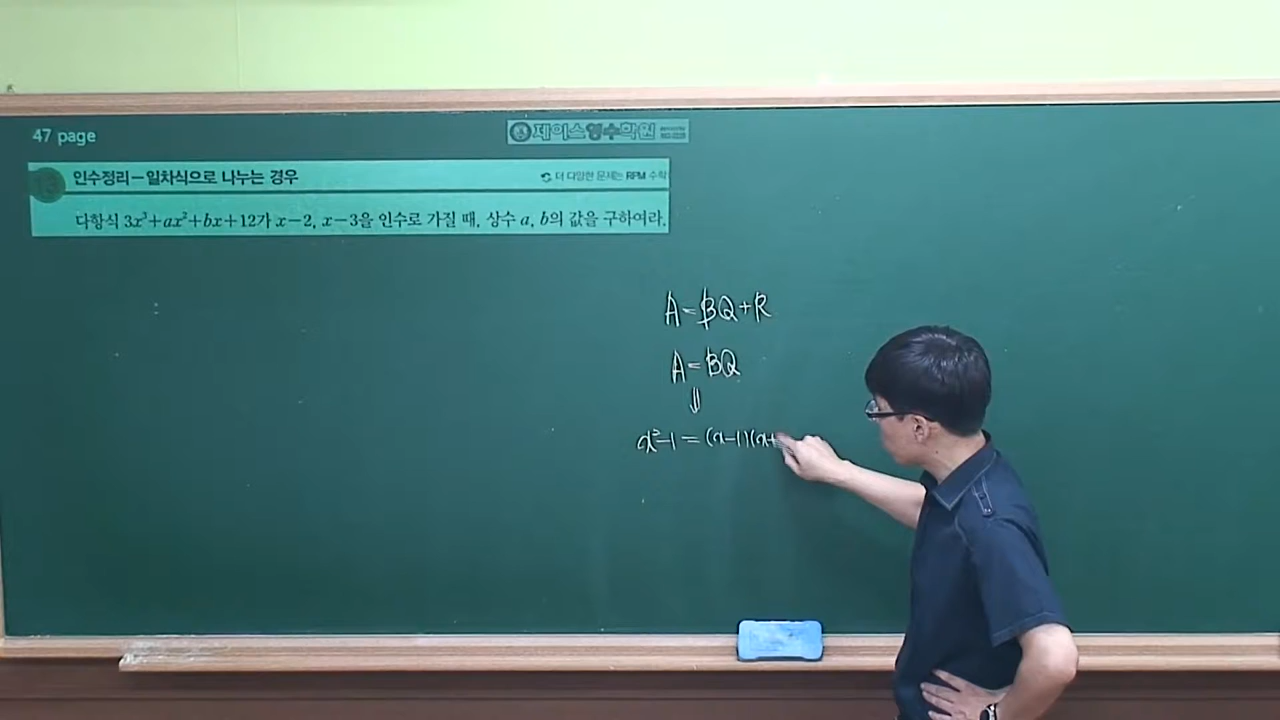 47 page
제이스영수학원
13 인수정리-일차식으로 나누는 경우
더 다양한 문제는 RPM 수학
다항식 3x³+ax²+bx+12가 x-2, x-3을 인수로 가질 때, 상수 a, b의 값을 구하여라.
A=BQ+R
A=BQ
⇓
x²-1=(x-1)(x+